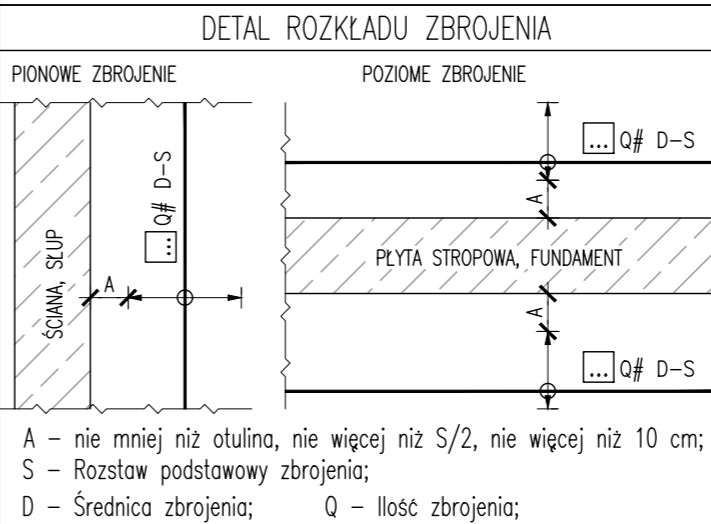 DETAL ROZKŁADU ZBROJENIA
PIONOWE ZBROJENIE
POZIOME ZBROJENIE
ŚCIANA, SŁUP
A
... Q# D–S
... Q# D–S
A
PŁYTA STROPOWA, FUNDAMENT
A
... Q# D–S
A – nie mniej niż otulina, nie więcej niż S/2, nie więcej niż 10 cm;
S – Rozstaw podstawowy zbrojenia;
D – Średnica zbrojenia; Q – Ilość zbrojenia;